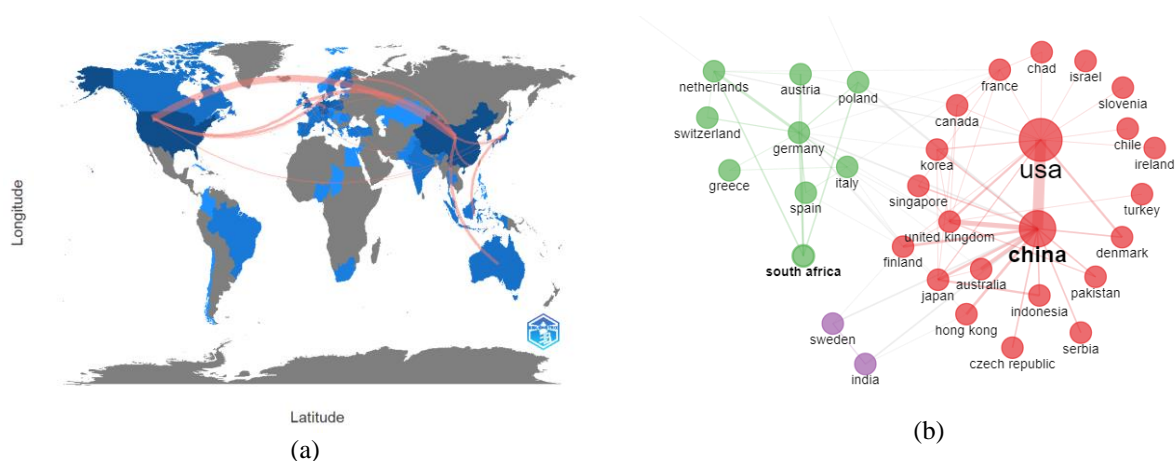 Longitude
Latitude
BIBLIOMETRIX
(a)
chad
israel
france
netherlands
austria
poland
slovenia
canada
switzerland
germany
chile
korea
usa
ireland
greece
italy
singapore
spain
turkey
united kingdom
china
denmark
south africa
finland
australia
pakistan
japan
indonesia
hong kong
serbia
sweden
czech republic
india
(b)